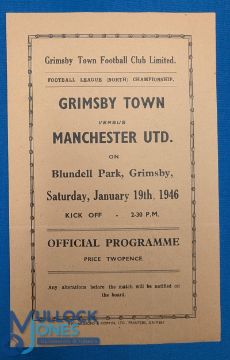 Grimsby Town Football Club Limited.
FOOTBALL LEAGUE (NORTH) CHAMPIONSHIP.
GRIMSBY TOWN
VERSUS
MANCHESTER UTD.
ON
Blundell Park, Grimsby,
Saturday, January 19th, 1946
KICK OFF - 2-30 P.M.
OFFICIAL PROGRAMME
PRICE TWOPENCE
Any alterations before the match will be notified on
the board.
MULLOCK
JONES